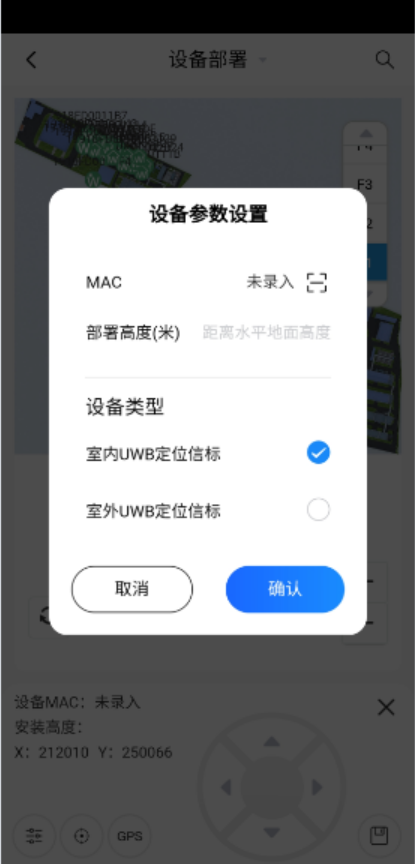 设备部署
F3
设备参数设置
MAC 未录入
部署高度(米) 距离水平地面高度
设备类型
室内UWB定位信标
室外UWB定位信标
取消 确认
设备MAC：未录入
安装高度：
X：212010 Y：250066
GPS